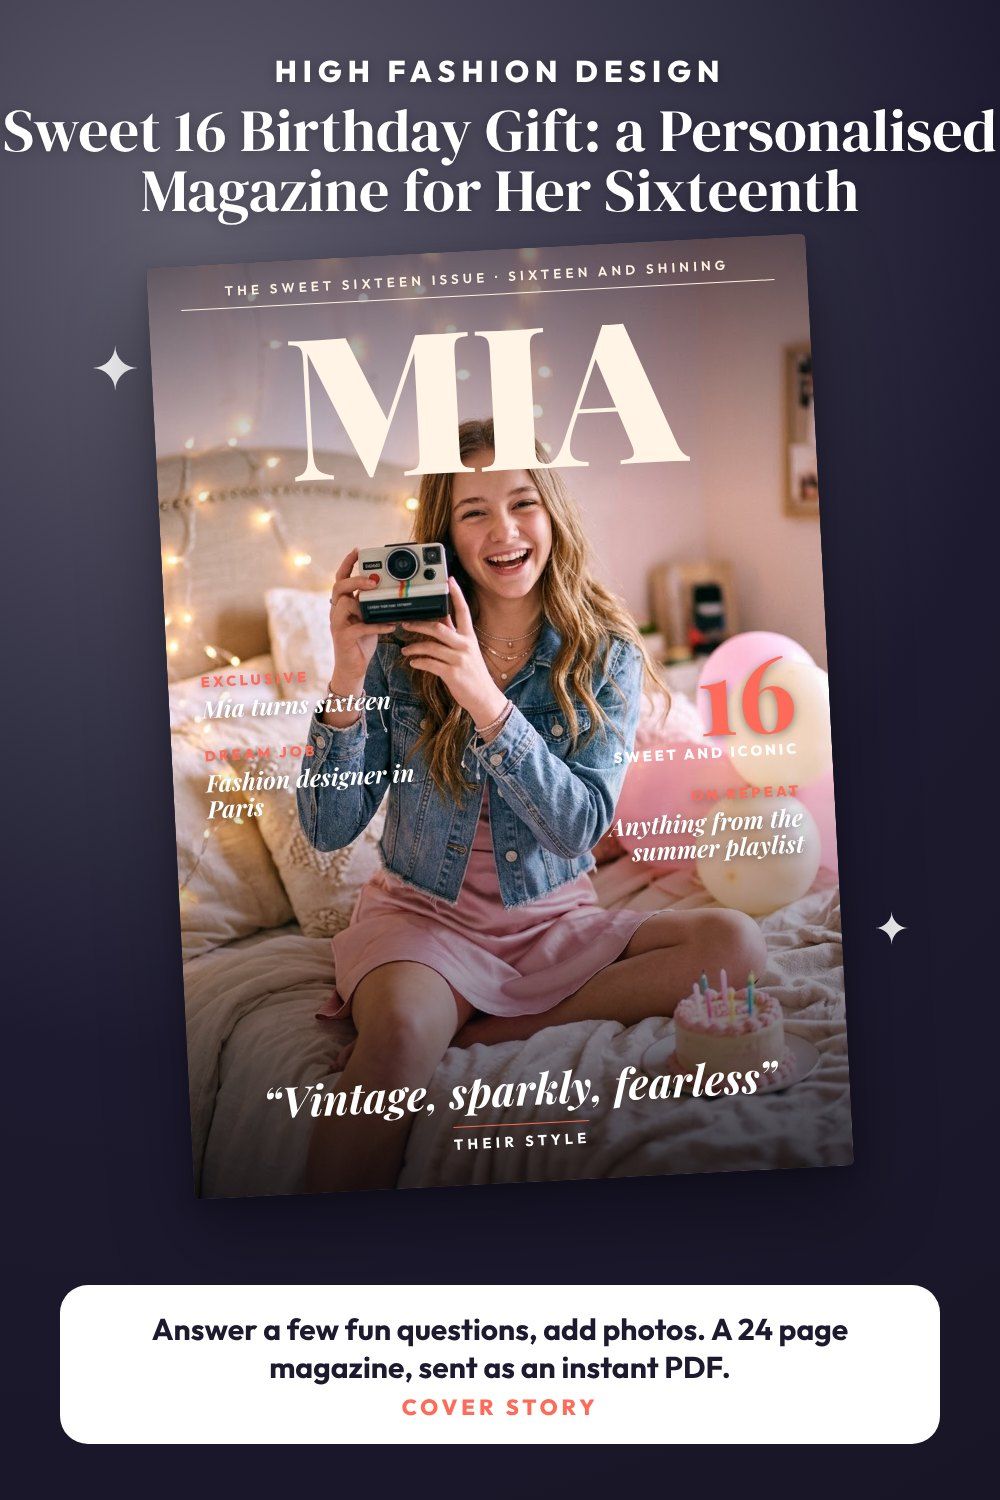 HIGH FASHION DESIGN
Sweet 16 Birthday Gift: a Personalised
Magazine for Her Sixteenth
THE SWEET SIXTEEN ISSUE · SIXTEEN AND SHINING
MIA
EXCLUSIVE
Mia turns sixteen
DREAM JOB
Fashion designer in
Paris
16
SWEET AND ICONIC
ON REPEAT
Anything from the
summer playlist
“Vintage, sparkly, fearless”
THEIR STYLE
Answer a few fun questions, add photos. A 24 page
magazine, sent as an instant PDF.
COVER STORY